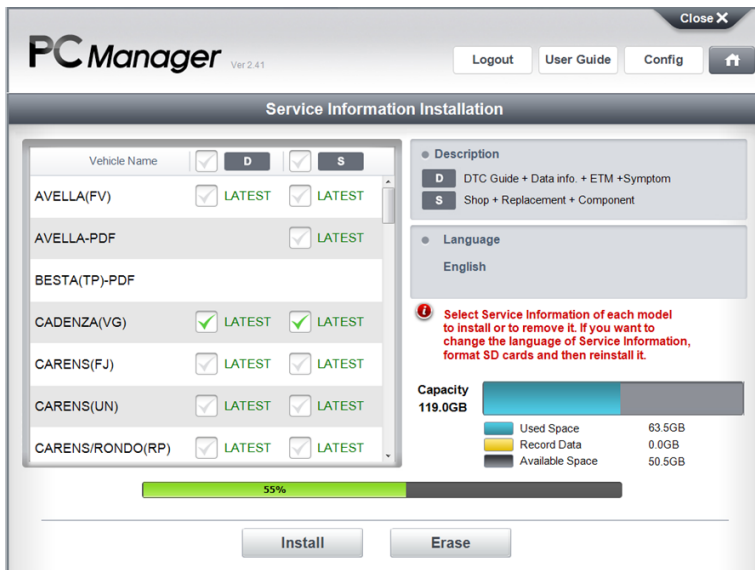 Close X
PC Manager Ver 2.41
Logout User Guide Config
Service Information Installation
Vehicle Name D S
AVELLA(FV) LATEST LATEST
AVELLA-PDF LATEST
BESTA(TP)-PDF
CADENZA(VG) LATEST LATEST
CARENS(FJ) LATEST LATEST
CARENS(UN) LATEST LATEST
CARENS/RONDO(RP) LATEST LATEST
Description
D DTC Guide + Data info. + ETM +Symptom
S Shop + Replacement + Component
Language
English
Select Service Information of each model
to install or to remove it. If you want to
change the language of Service Information,
format SD cards and then reinstall it.
Capacity
119.0GB
Used Space 63.5GB
Record Data 0.0GB
Available Space 50.5GB
55%
Install Erase